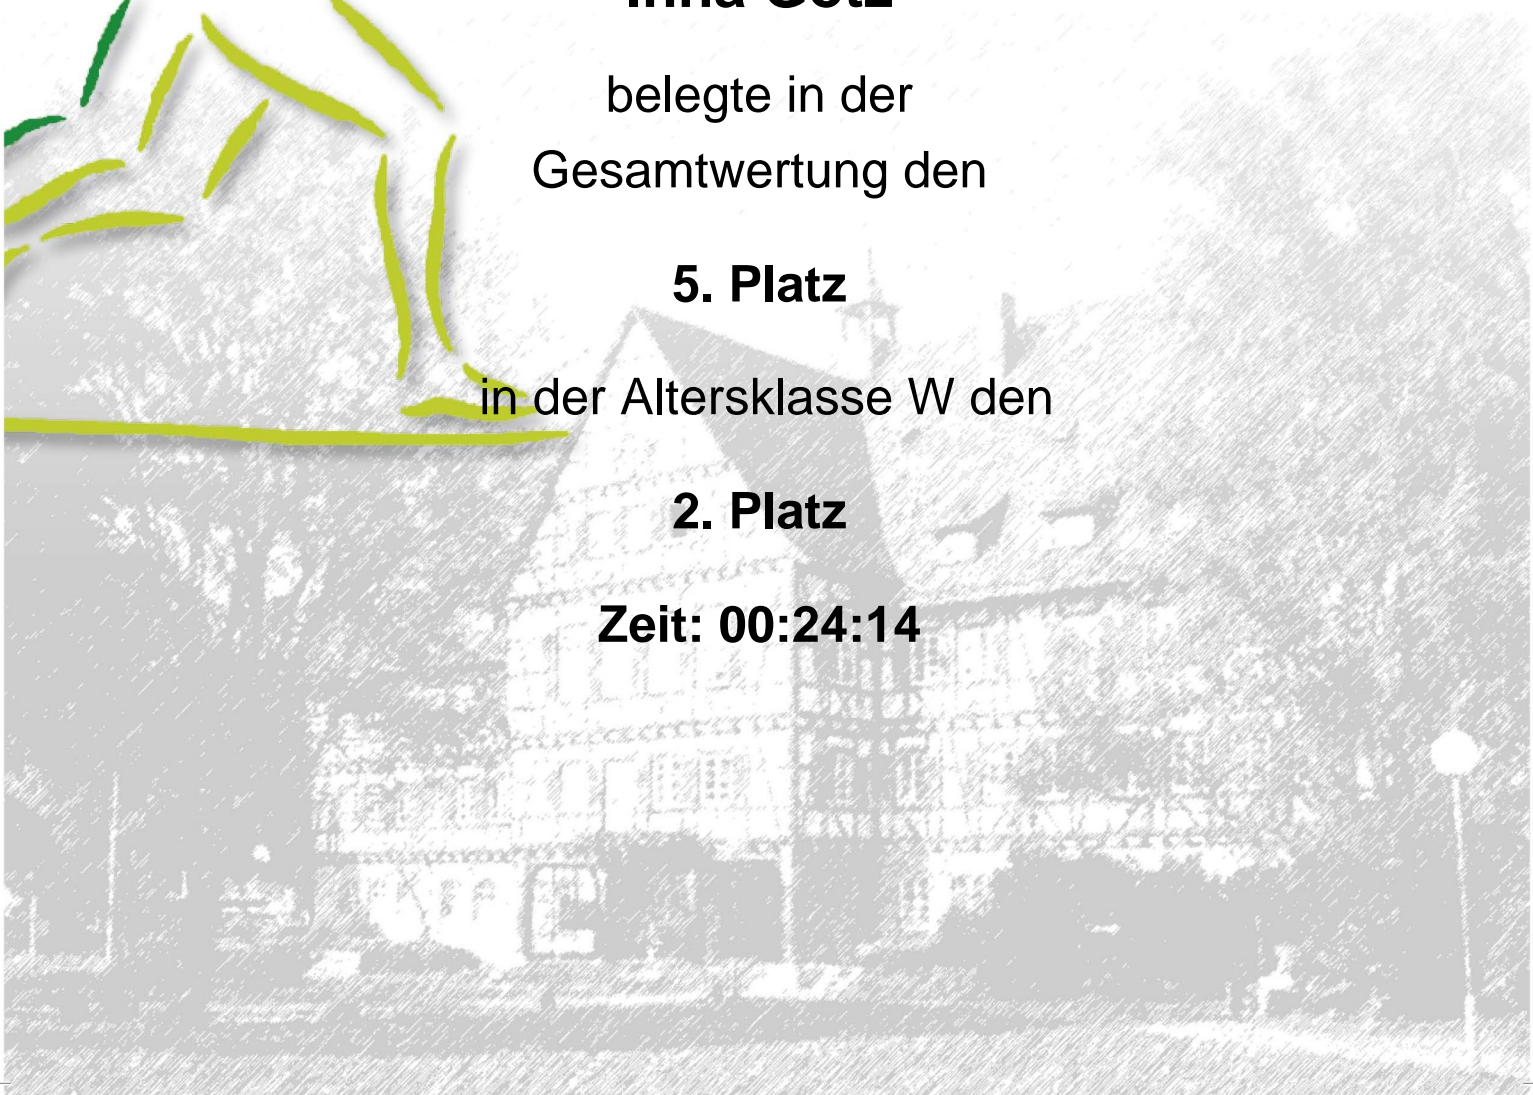 belegte in der
Gesamtwertung den
5. Platz
in der Altersklasse W den
2. Platz
Zeit: 00:24:14